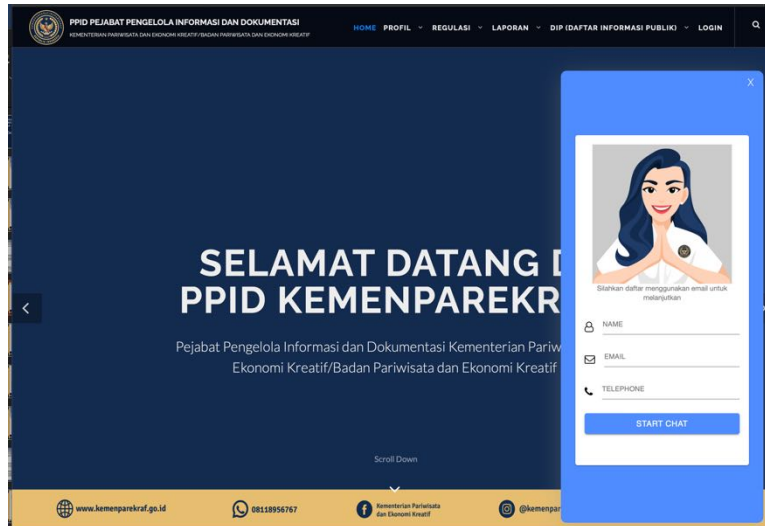 PPID PEJABAT PENGELOLA INFORMASI DAN DOKUMENTASI
KEMENTERIAN PARIWISATA DAN EKONOMI KREATIF/BADAN PARIWISATA DAN EKONOMI KREATIF
HOME PROFIL REGULASI LAPORAN DIP (DAFTAR INFORMASI PUBLIK) LOGIN
X
SELAMAT DATANG D
PPID KEMENPAREKR
Pejabat Pengelola Informasi dan Dokumentasi Kementerian Pariw
Ekonomi Kreatif/Badan Pariwisata dan Ekonomi Kreatif
Scroll Down
Silahkan daftar menggunakan email untuk
melanjutkan
NAME
EMAIL
TELEPHONE
START CHAT
www.kemenparekraf.go.id
08118956767
Kementerian Pariwisata
dan Ekonomi Kreatif
@kemenpar